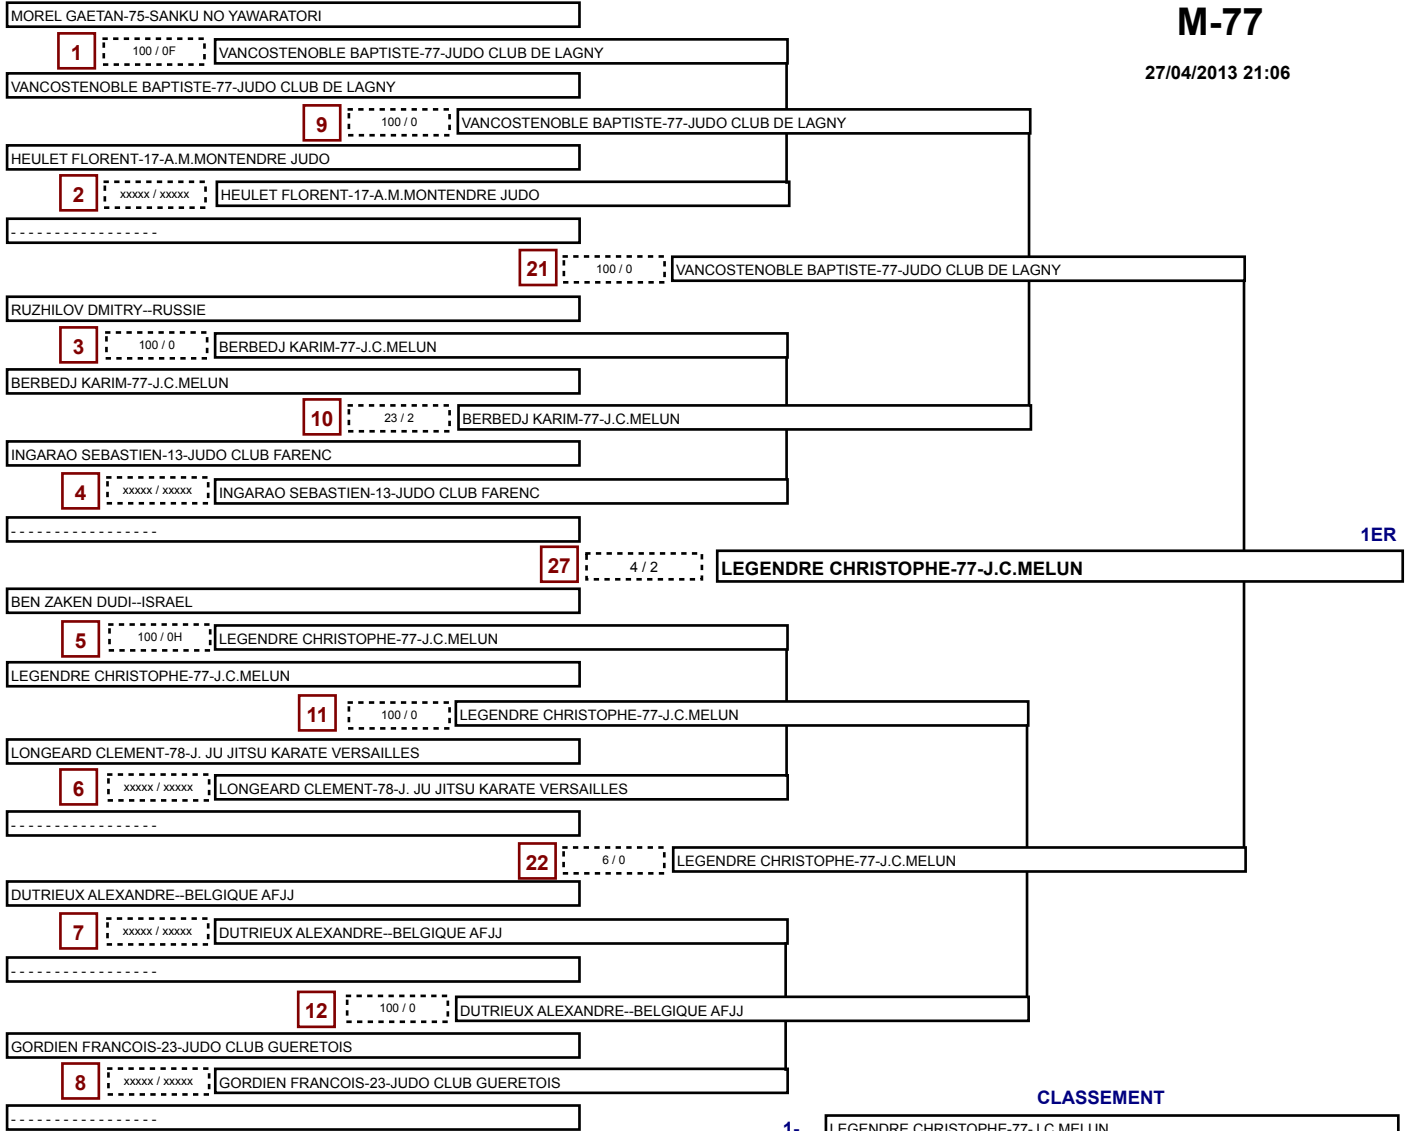 MOREL GAETAN-75-SANKU NO YAWARATORI
M-77
1
100 / 0F
VANCOSTENOBLE BAPTISTE-77-JUDO CLUB DE LAGNY
27/04/2013 21:06
VANCOSTENOBLE BAPTISTE-77-JUDO CLUB DE LAGNY
9
100 / 0
VANCOSTENOBLE BAPTISTE-77-JUDO CLUB DE LAGNY
HEULET FLORENT-17-A.M.MONTENDRE JUDO
2
xxxxx / xxxxx
HEULET FLORENT-17-A.M.MONTENDRE JUDO
- - - - - - - - - - - - - - - - -
21
100 / 0
VANCOSTENOBLE BAPTISTE-77-JUDO CLUB DE LAGNY
RUZHILOV DMITRY--RUSSIE
3
100 / 0
BERBEDJ KARIM-77-J.C.MELUN
BERBEDJ KARIM-77-J.C.MELUN
10
23 / 2
BERBEDJ KARIM-77-J.C.MELUN
INGARAO SEBASTIEN-13-JUDO CLUB FARENC
4
xxxxx / xxxxx
INGARAO SEBASTIEN-13-JUDO CLUB FARENC
- - - - - - - - - - - - - - - - -
1ER
27
4 / 2
LEGENDRE CHRISTOPHE-77-J.C.MELUN
BEN ZAKEN DUDI--ISRAEL
5
100 / 0H
LEGENDRE CHRISTOPHE-77-J.C.MELUN
LEGENDRE CHRISTOPHE-77-J.C.MELUN
11
100 / 0
LEGENDRE CHRISTOPHE-77-J.C.MELUN
LONGEARD CLEMENT-78-J. JU JITSU KARATE VERSAILLES
6
xxxxx / xxxxx
LONGEARD CLEMENT-78-J. JU JITSU KARATE VERSAILLES
- - - - - - - - - - - - - - - - -
22
6 / 0
LEGENDRE CHRISTOPHE-77-J.C.MELUN
DUTRIEUX ALEXANDRE--BELGIQUE AFJJ
7
xxxxx / xxxxx
DUTRIEUX ALEXANDRE--BELGIQUE AFJJ
- - - - - - - - - - - - - - - - -
12
100 / 0
DUTRIEUX ALEXANDRE--BELGIQUE AFJJ
GORDIEN FRANCOIS-23-JUDO CLUB GUERETOIS
8
xxxxx / xxxxx
GORDIEN FRANCOIS-23-JUDO CLUB GUERETOIS
CLASSEMENT
- - - - - - - - - - - - - - - - -
1-
LEGENDRE CHRISTOPHE-77-J.C.MELUN